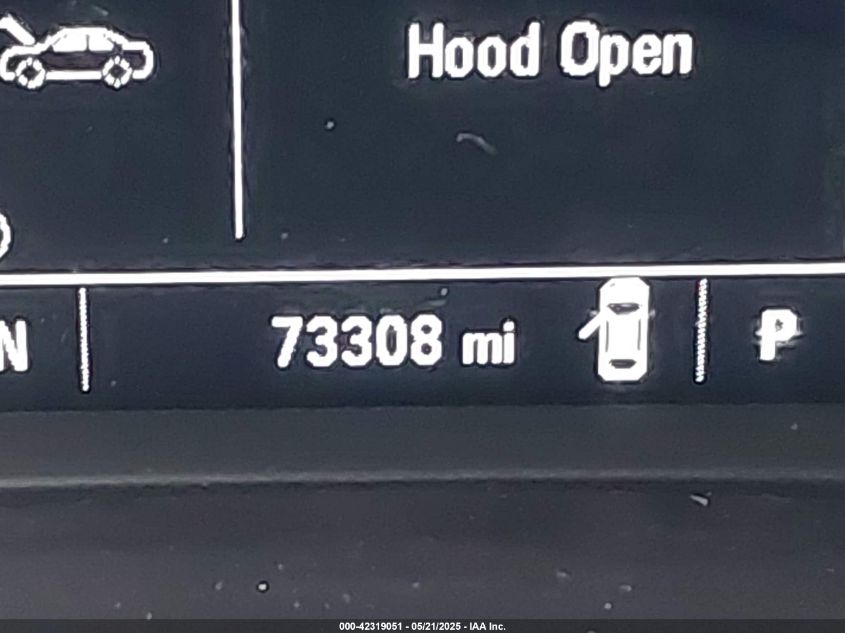 Hood Open
N
73308 mi
P
000-42319051 - 05/21/2025 - IAA Inc.